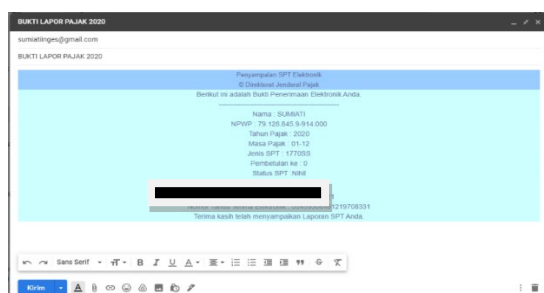 BUKTI LAPOR PAJAK 2020
sumiatiinges@gmail.com
BUKTI LAPOR PAJAK 2020
Penyampaian SPT Elektronik
© Direktorat Jenderal Pajak
Berikut ini adalah Bukti Penerimaan Elektronik Anda.
Nama : SUMIATI
NPWP : 79.126.845.9-914.000
Tahun Pajak : 2020
Masa Pajak : 01-12
Jenis SPT : 1770SS
Pembetulan ke : 0
Status SPT :Nihil
Terima kasih telah menyampaikan Laporan SPT Anda.
Sans Serif
B I U A
Kirim